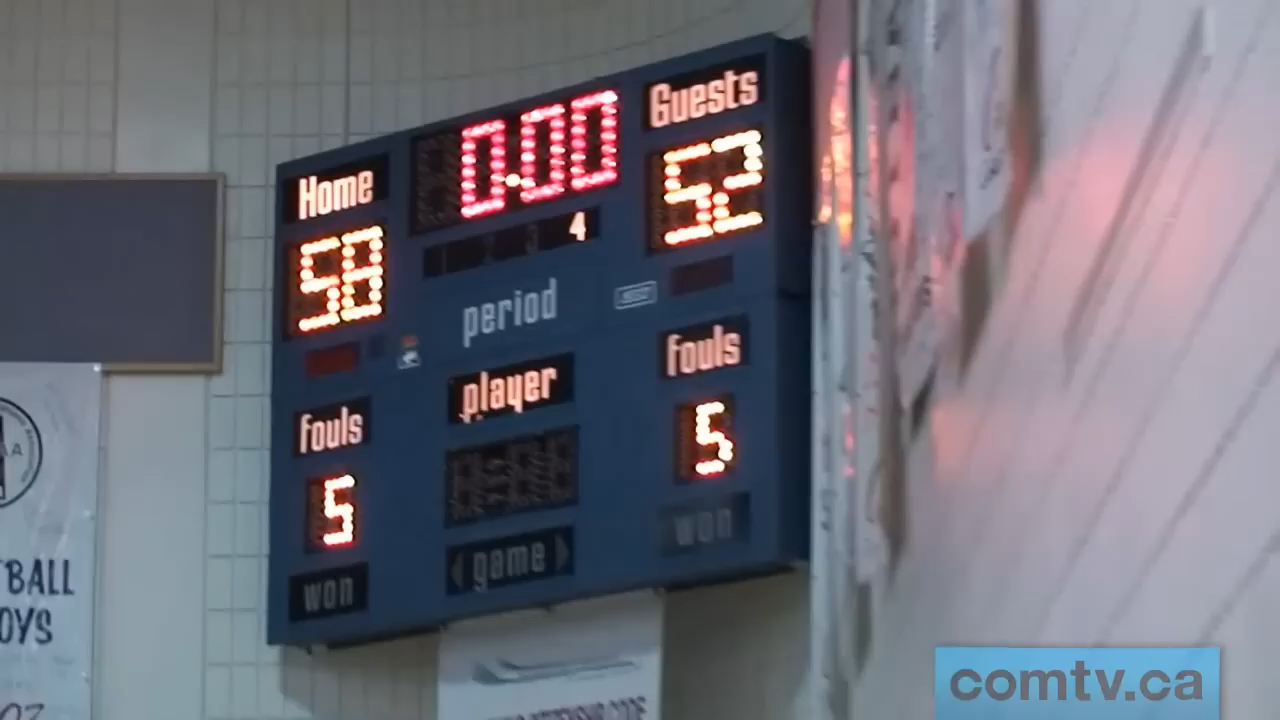 Home
0.00
Guests
58
52
4
period
fouls
player
fouls
5
5
won
game
won
BALL
OYS
comtv.ca